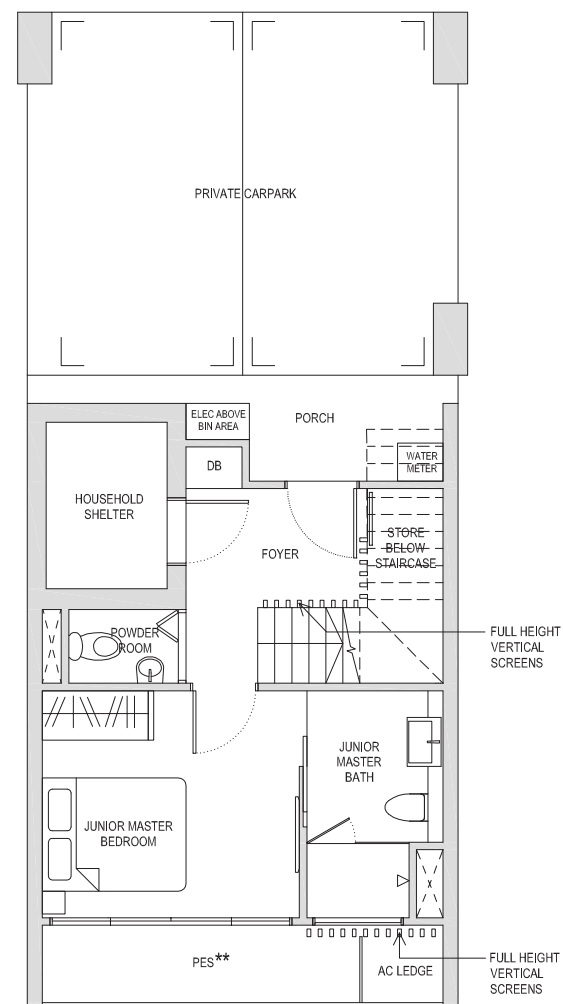 PRIVATE CARPARK
ELEC ABOVE
BIN AREA
PORCH
DB
WATER
METER
HOUSEHOLD
SHELTER
FOYER
STORE
BELOW
STAIRCASE
POWDER
ROOM
FULL HEIGHT
VERTICAL
SCREENS
JUNIOR
MASTER
BATH
JUNIOR MASTER
BEDROOM
PES**
AC LEDGE
FULL HEIGHT
VERTICAL
SCREENS